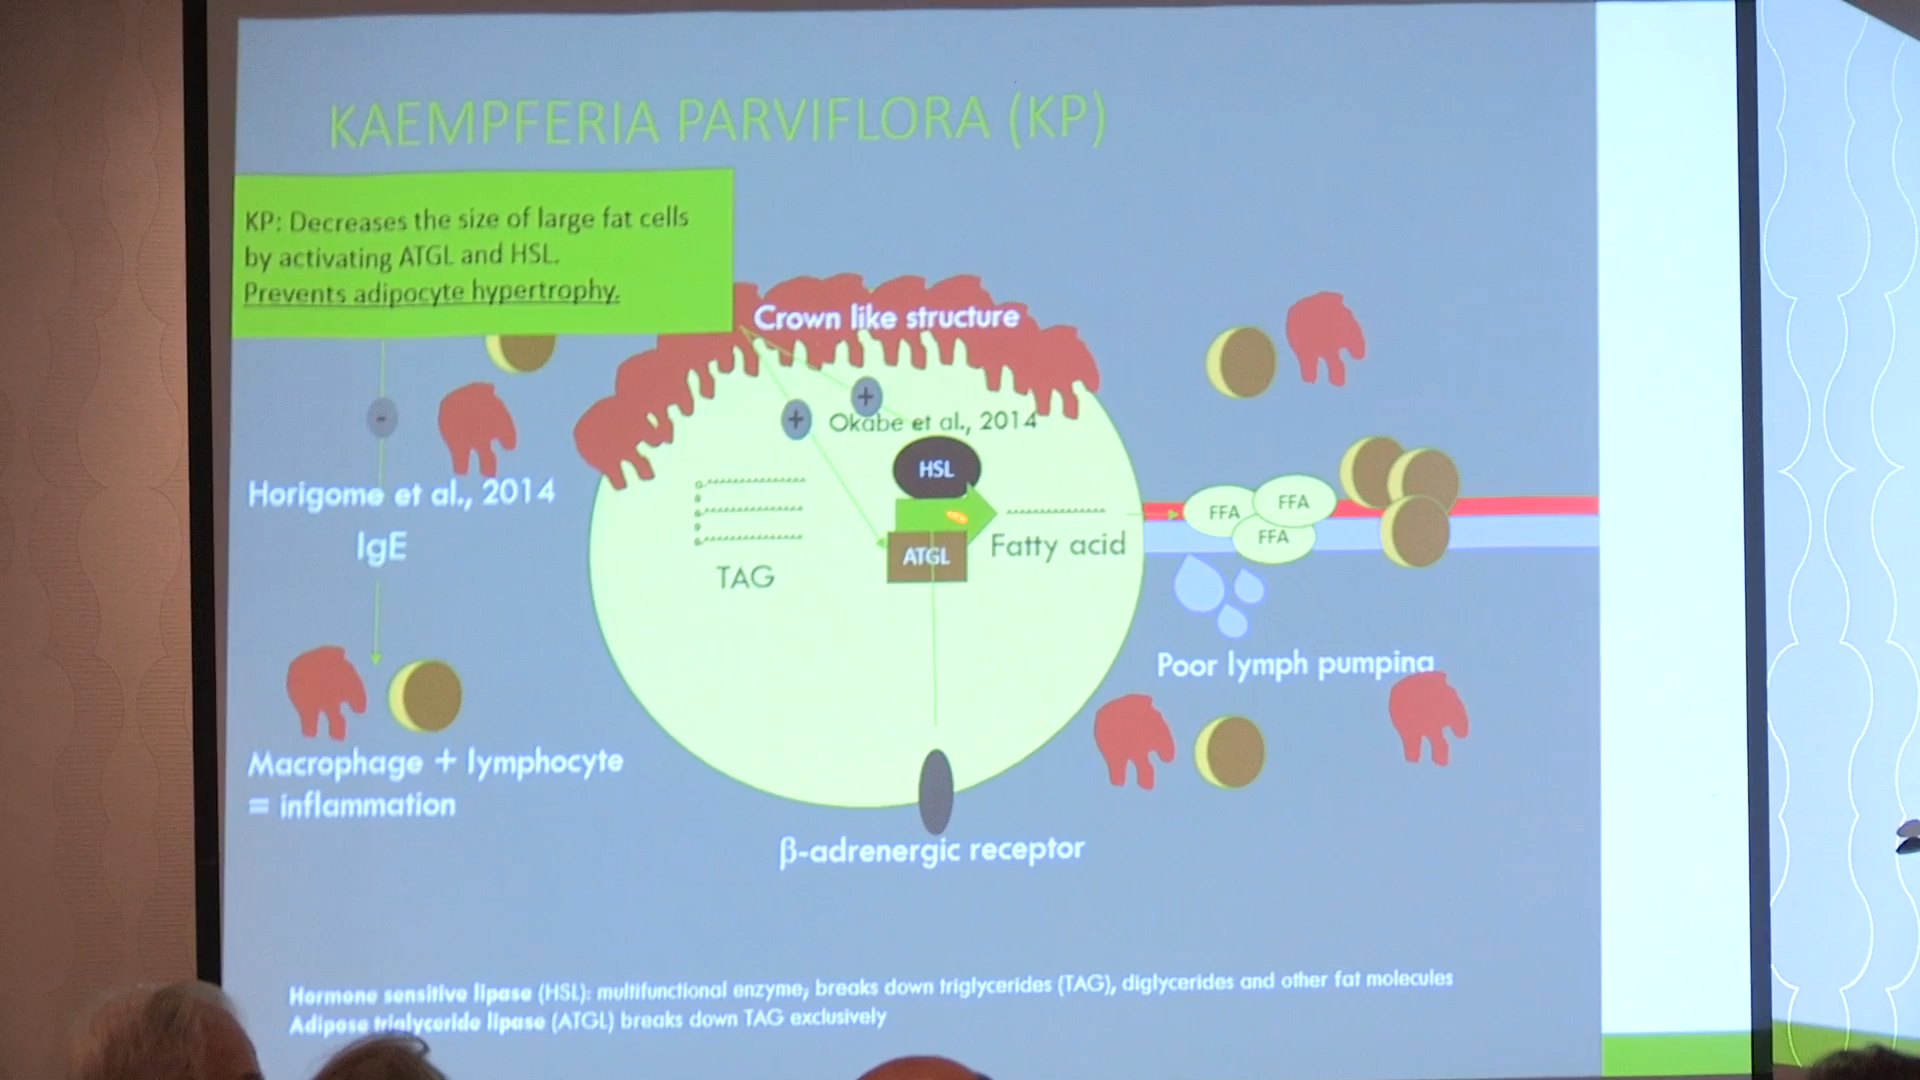 KAEMPFERIA PARVIFLORA (KP)
KP: Decreases the size of large fat cells
by activating ATGL and HSL.
Prevents adipocyte hypertrophy.
Crown like structure
+
+
Okabe et al., 2014
-
HSL
Horigome et al., 2014
IgE
TAG
ATGL
Fatty acid
FFA
FFA
FFA
Poor lymph pumping
Macrophage + lymphocyte
= inflammation
β-adrenergic receptor
Hormone sensitive lipase (HSL): multifunctional enzyme; breaks down triglycerides (TAG), diglycerides and other fat molecules
Adipose triglyceride lipase (ATGL) breaks down TAG exclusively